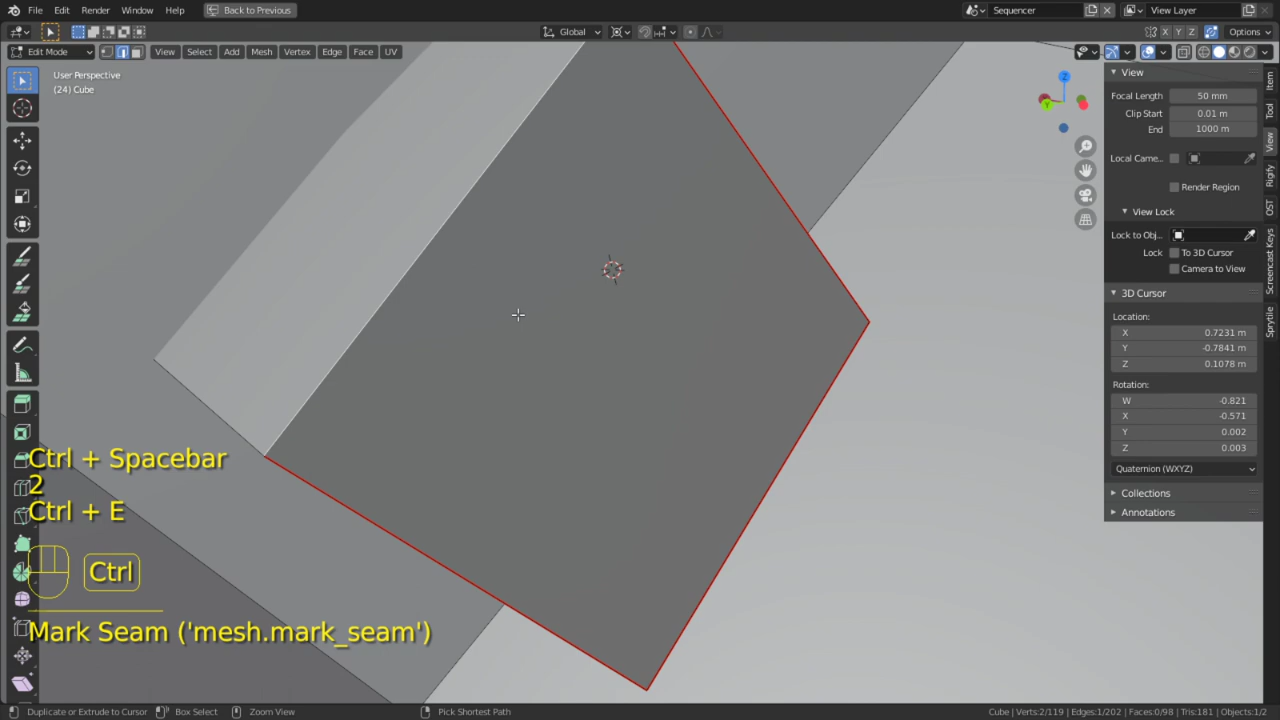 File Edit Render Window Help Back to Previous Sequencer View Layer
Global Options
X Y Z
Edit Mode View Select Add Mesh Vertex Edge Face UV
User Perspective
(24) Cube
Z
Y
View
Focal Length 50 mm
Clip Start 0.01 m
End 1000 m
Local Came...
Render Region
View Lock
Lock to Obj...
Lock To 3D Cursor
Camera to View
3D Cursor
Location:
X 0.7231 m
Y -0.7841 m
Z 0.1078 m
Rotation:
W -0.821
X -0.571
Y 0.002
Z 0.003
Quaternion (WXYZ)
Collections
Annotations
Item
Tool
View
Rigify
OST
Screencast Keys
Sprytile
Ctrl + Spacebar
2
Ctrl + E
Ctrl
Mark Seam ('mesh.mark_seam')
Duplicate or Extrude to Cursor Box Select Zoom View Pick Shortest Path Cube | Verts:2/119 | Edges:1/202 | Faces:0/98 | Tris:181 | Objects:1/2